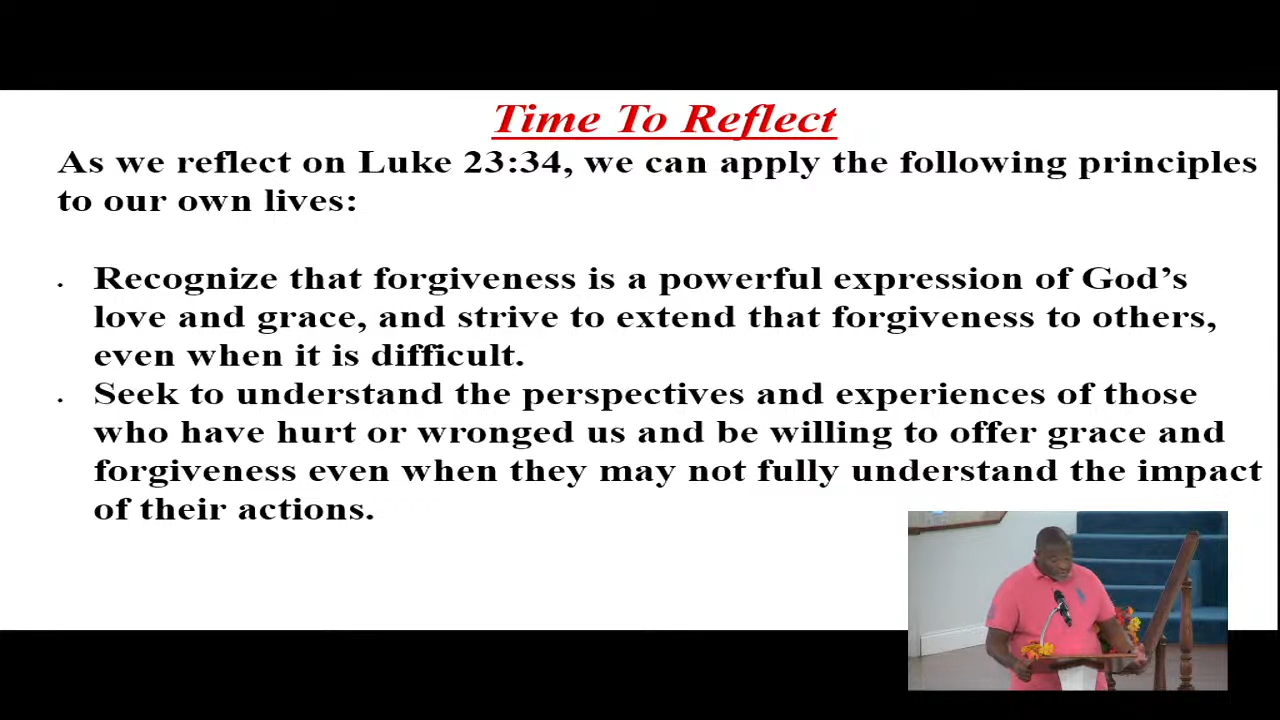 Time To Reflect
As we reflect on Luke 23:34, we can apply the following principles
to our own lives:
. Recognize that forgiveness is a powerful expression of God’s
love and grace, and strive to extend that forgiveness to others,
even when it is difficult.
. Seek to understand the perspectives and experiences of those
who have hurt or wronged us and be willing to offer grace and
forgiveness even when they may not fully understand the impact
of their actions.